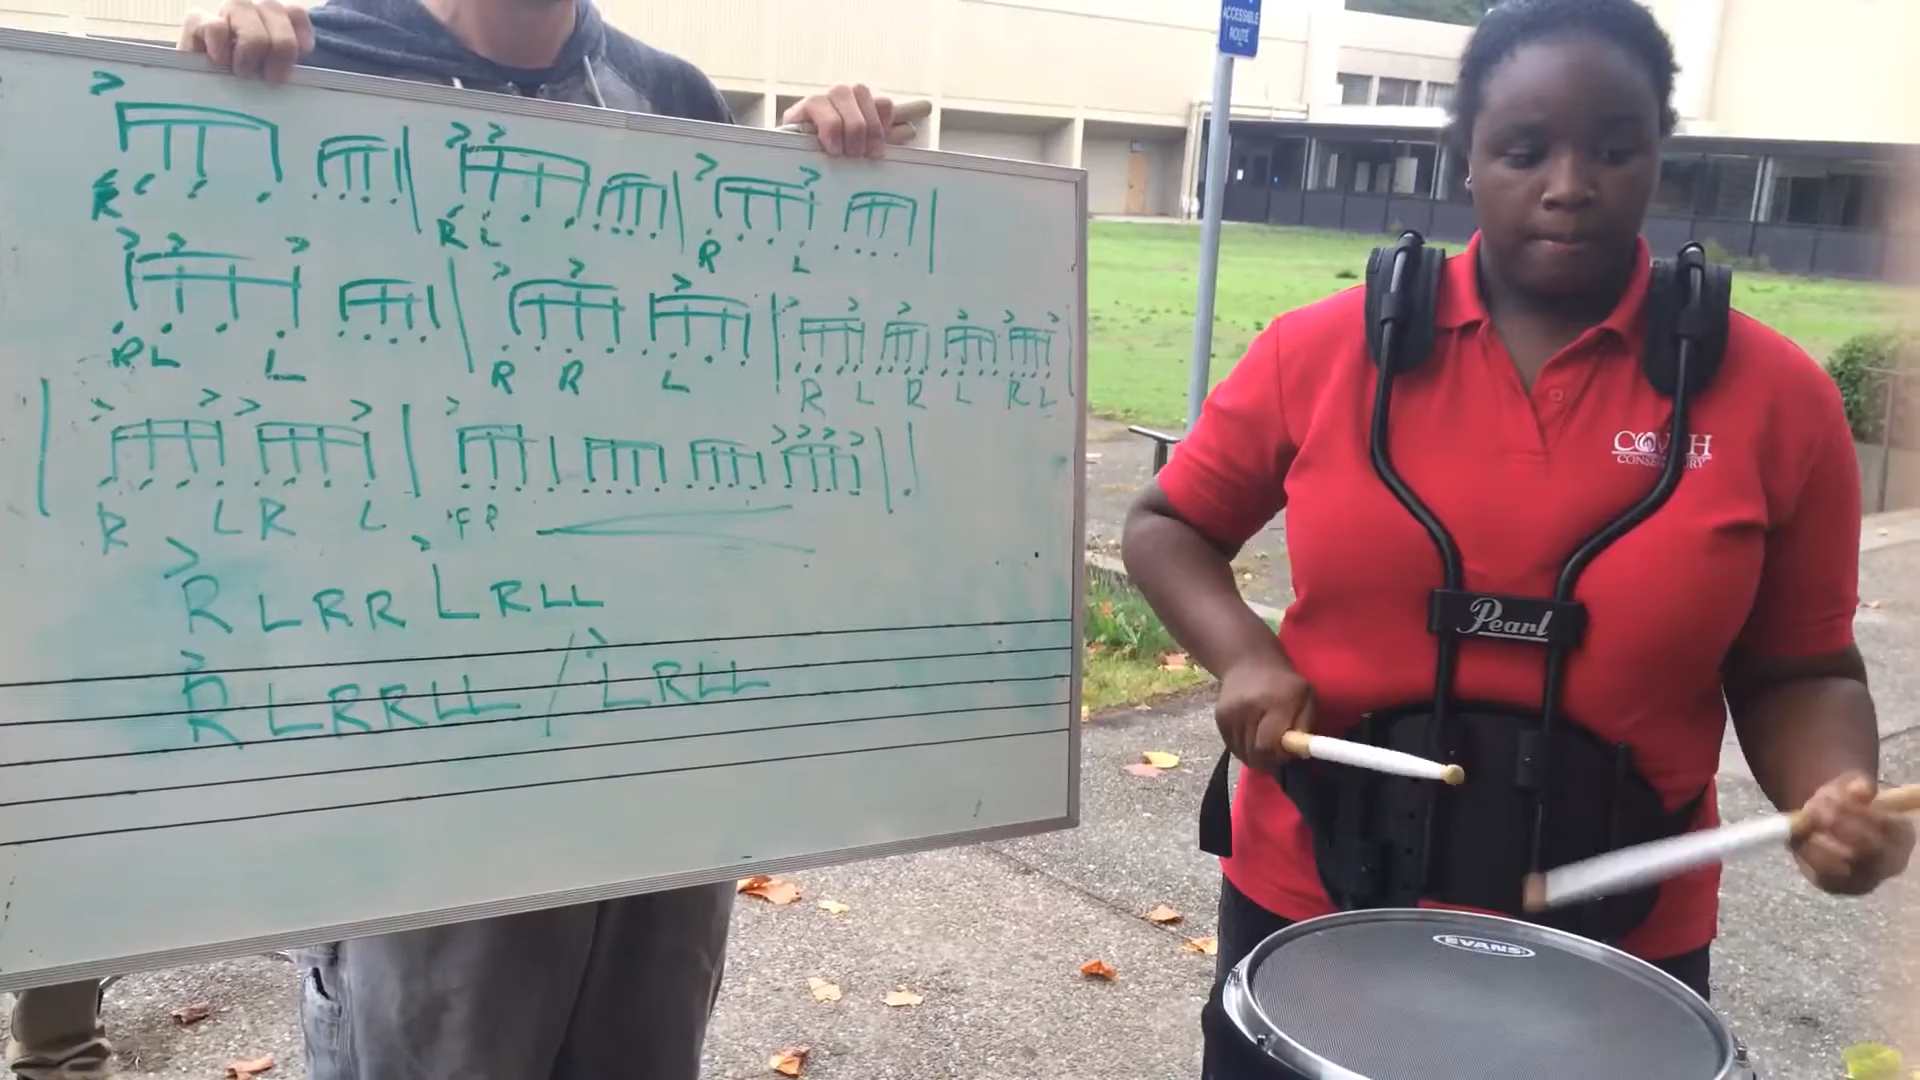 ACCESSIBLE
ROUTE
R R L R L
R L L R R L R L R L R L
R L R L FP
R L R R L R L L
R L R R L L / L R L L
Pearl
EVANS